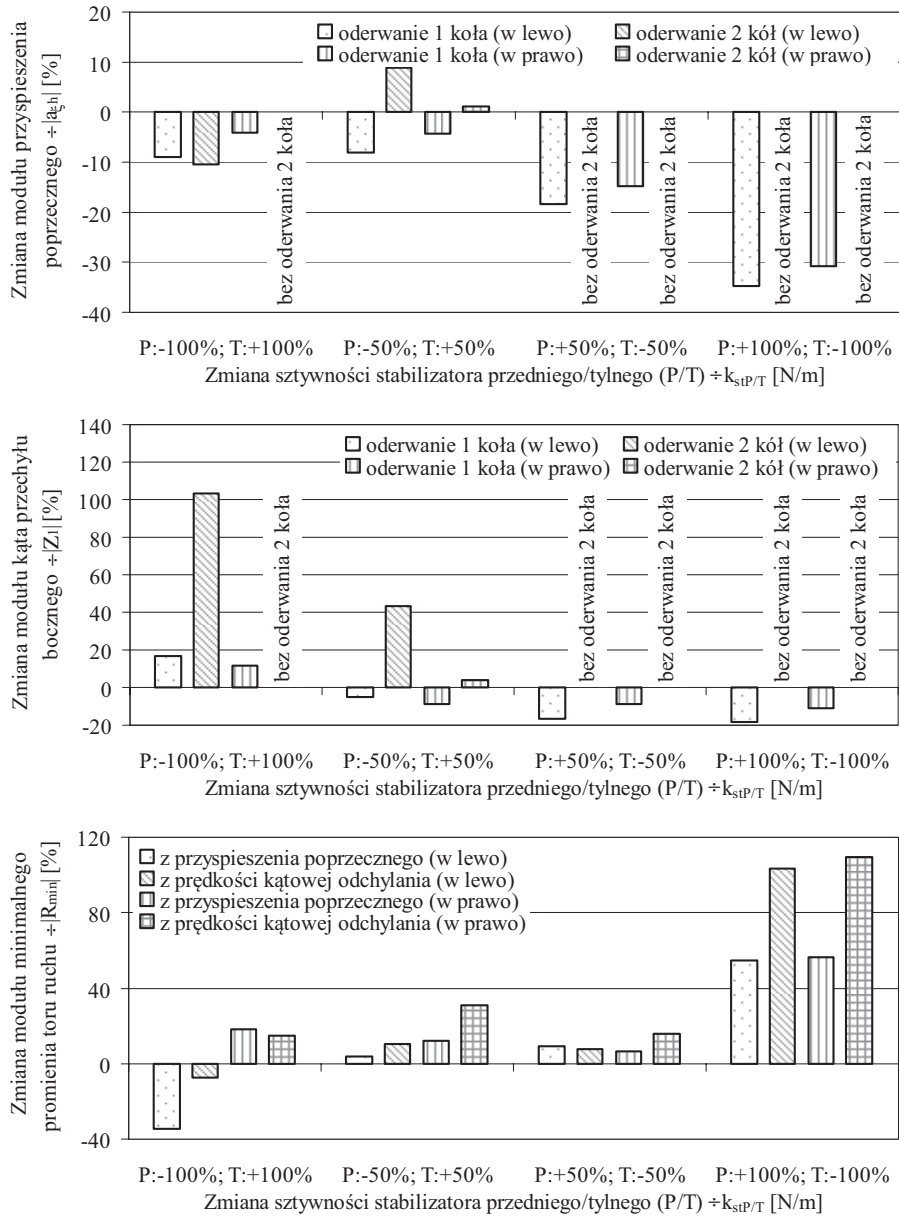 Zmiana modułu przyspieszenia
poprzecznego ÷|aξh| [%]
oderwanie 1 koła (w lewo)
oderwanie 2 kół (w lewo)
oderwanie 1 koła (w prawo)
oderwanie 2 kół (w prawo)
20
10
0
-10
-20
-30
-40
bez oderwania 2 koła
bez oderwania 2 koła
bez oderwania 2 koła
bez oderwania 2 koła
bez oderwania 2 koła
P:-100%; T:+100%
P:-50%; T:+50%
P:+50%; T:-50%
P:+100%; T:-100%
Zmiana sztywności stabilizatora przedniego/tylnego (P/T) ÷kstP/T [N/m]
Zmiana modułu kąta przechyłu
bocznego ÷|Z1| [%]
oderwanie 1 koła (w lewo)
oderwanie 2 kół (w lewo)
oderwanie 1 koła (w prawo)
oderwanie 2 kół (w prawo)
140
120
100
80
60
40
20
0
-20
bez oderwania 2 koła
bez oderwania 2 koła
bez oderwania 2 koła
bez oderwania 2 koła
bez oderwania 2 koła
P:-100%; T:+100%
P:-50%; T:+50%
P:+50%; T:-50%
P:+100%; T:-100%
Zmiana sztywności stabilizatora przedniego/tylnego (P/T) ÷kstP/T [N/m]
Zmiana modułu minimalnego
promienia toru ruchu ÷|Rmin| [%]
z przyspieszenia poprzecznego (w lewo)
z prędkości kątowej odchylania (w lewo)
z przyspieszenia poprzecznego (w prawo)
z prędkości kątowej odchylania (w prawo)
120
80
40
0
-40
P:-100%; T:+100%
P:-50%; T:+50%
P:+50%; T:-50%
P:+100%; T:-100%
Zmiana sztywności stabilizatora przedniego/tylnego (P/T) ÷kstP/T [N/m]